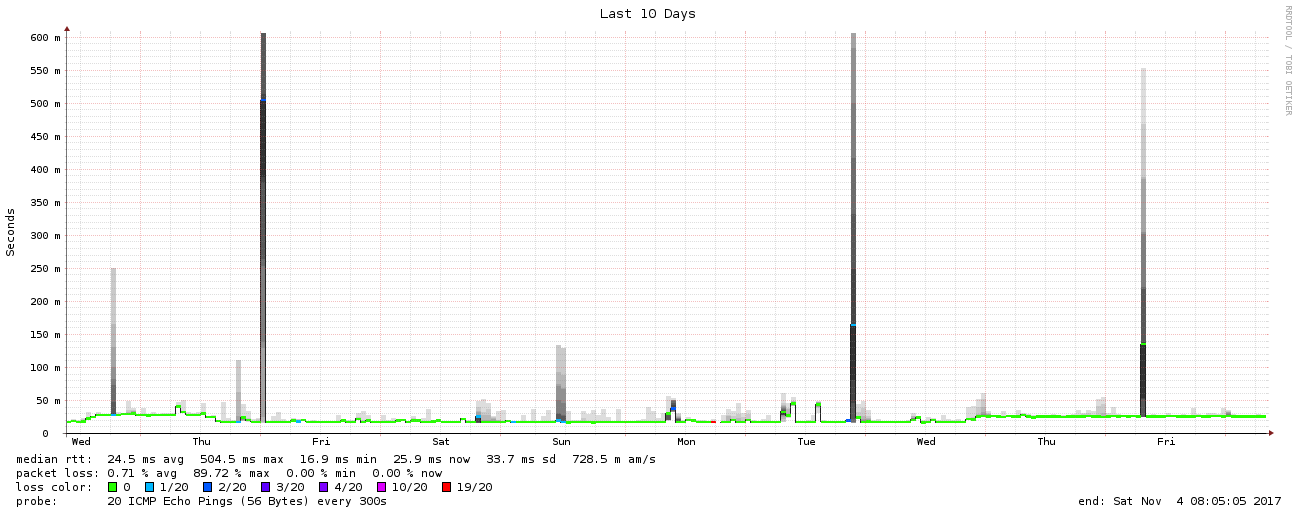 Last 10 Days
RRDTOOL / TOBI OETIKER
Seconds
600 m
550 m
500 m
450 m
400 m
350 m
300 m
250 m
200 m
150 m
100 m
50 m
0
Wed Thu Fri Sat Sun Mon Tue Wed Thu Fri
median rtt: 24.5 ms avg 504.5 ms max 16.9 ms min 25.9 ms now 33.7 ms sd 728.5 m am/s
packet loss: 0.71 % avg 89.72 % max 0.00 % min 0.00 % now
loss color: 0 1/20 2/20 3/20 4/20 10/20 19/20
probe: 20 ICMP Echo Pings (56 Bytes) every 300s end: Sat Nov 4 08:05:05 2017